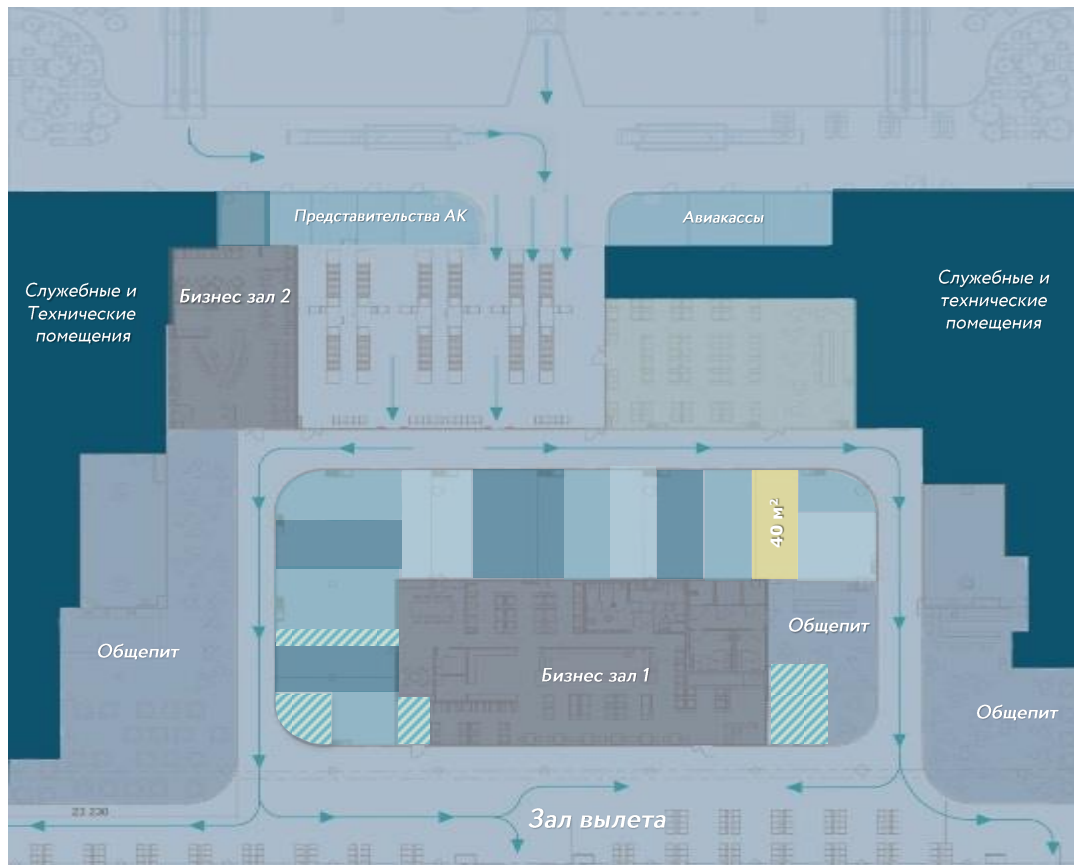 Представительства АК
Авиакассы
Служебные и
Технические
помещения
Бизнес зал 2
Служебные и
технические
помещения
40 м²
Общепит
Общепит
Бизнес зал 1
Общепит
23 230
Зал вылета